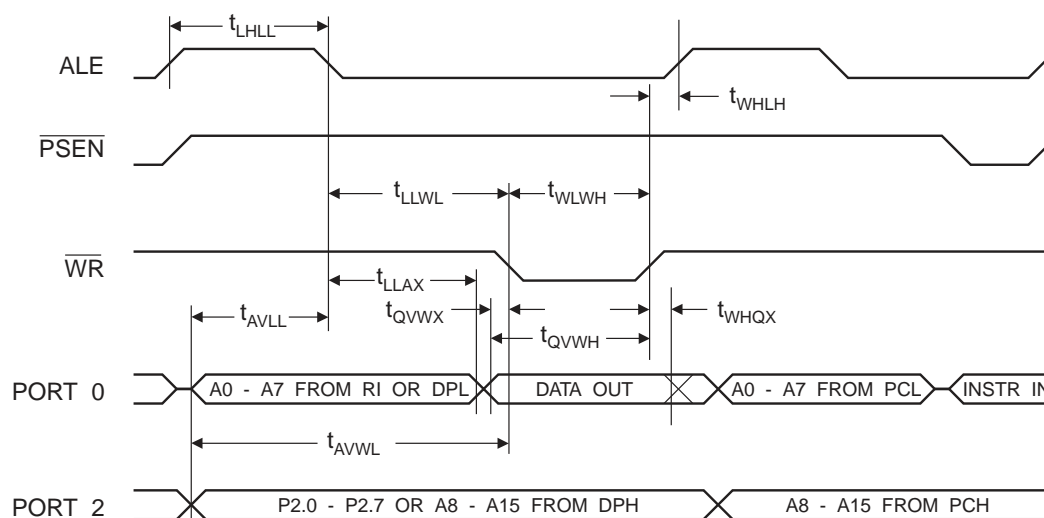 tLHLL
ALE
tWHLH
PSEN
tLLWL
tWLWH
WR
tLLAX
tQVWX
tWHQX
tAVLL
tQVWH
PORT 0
A0 - A7 FROM RI OR DPL
DATA OUT
A0 - A7 FROM PCL
INSTR IN
tAVWL
PORT 2
P2.0 - P2.7 OR A8 - A15 FROM DPH
A8 - A15 FROM PCH